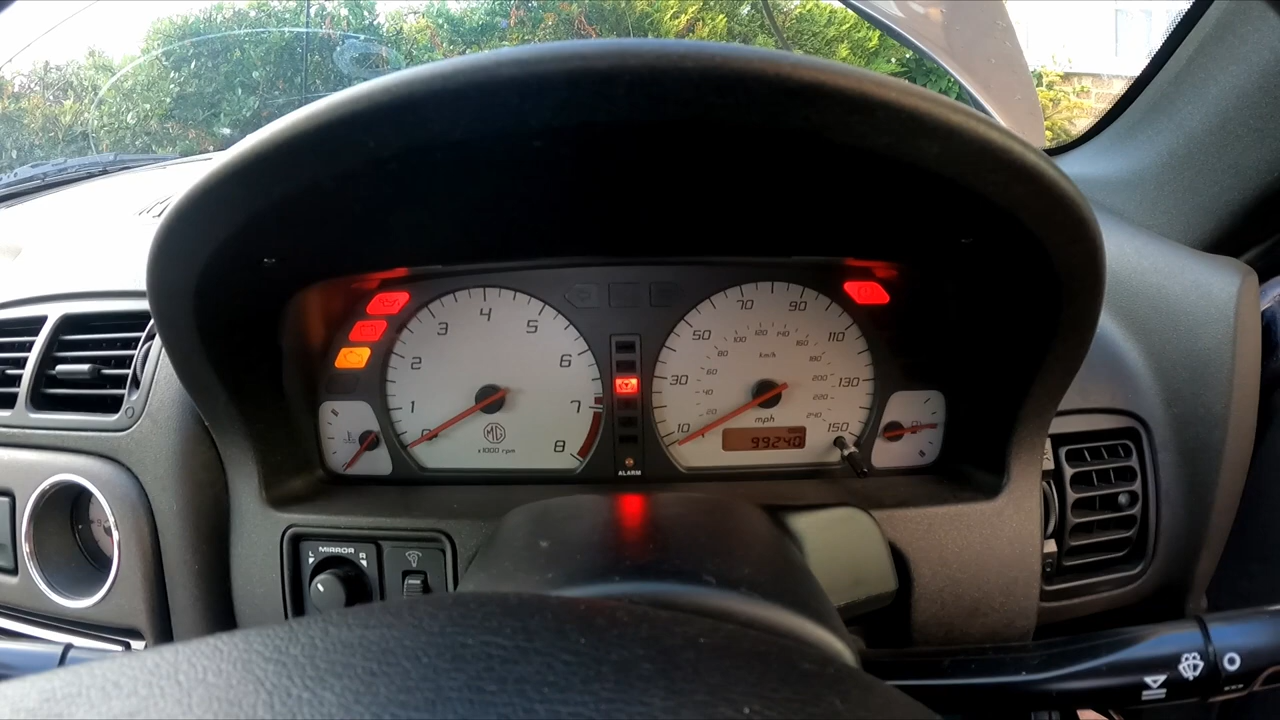 1 2 3 4 5 6 7 8
0
MG
x1000 rpm
10 30 50 70 90 110 130 150
20 40 60 80 100 120 140 160 180 200 220 240
km/h
mph
99240
ALARM
L MIRROR R
O